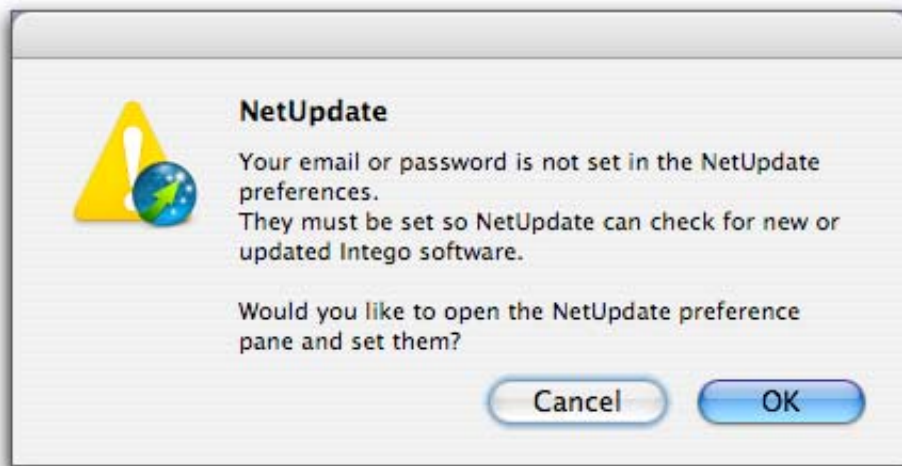 NetUpdate
Your email or password is not set in the NetUpdate
preferences.
They must be set so NetUpdate can check for new or
updated Intego software.
Would you like to open the NetUpdate preference
pane and set them?
Cancel
OK